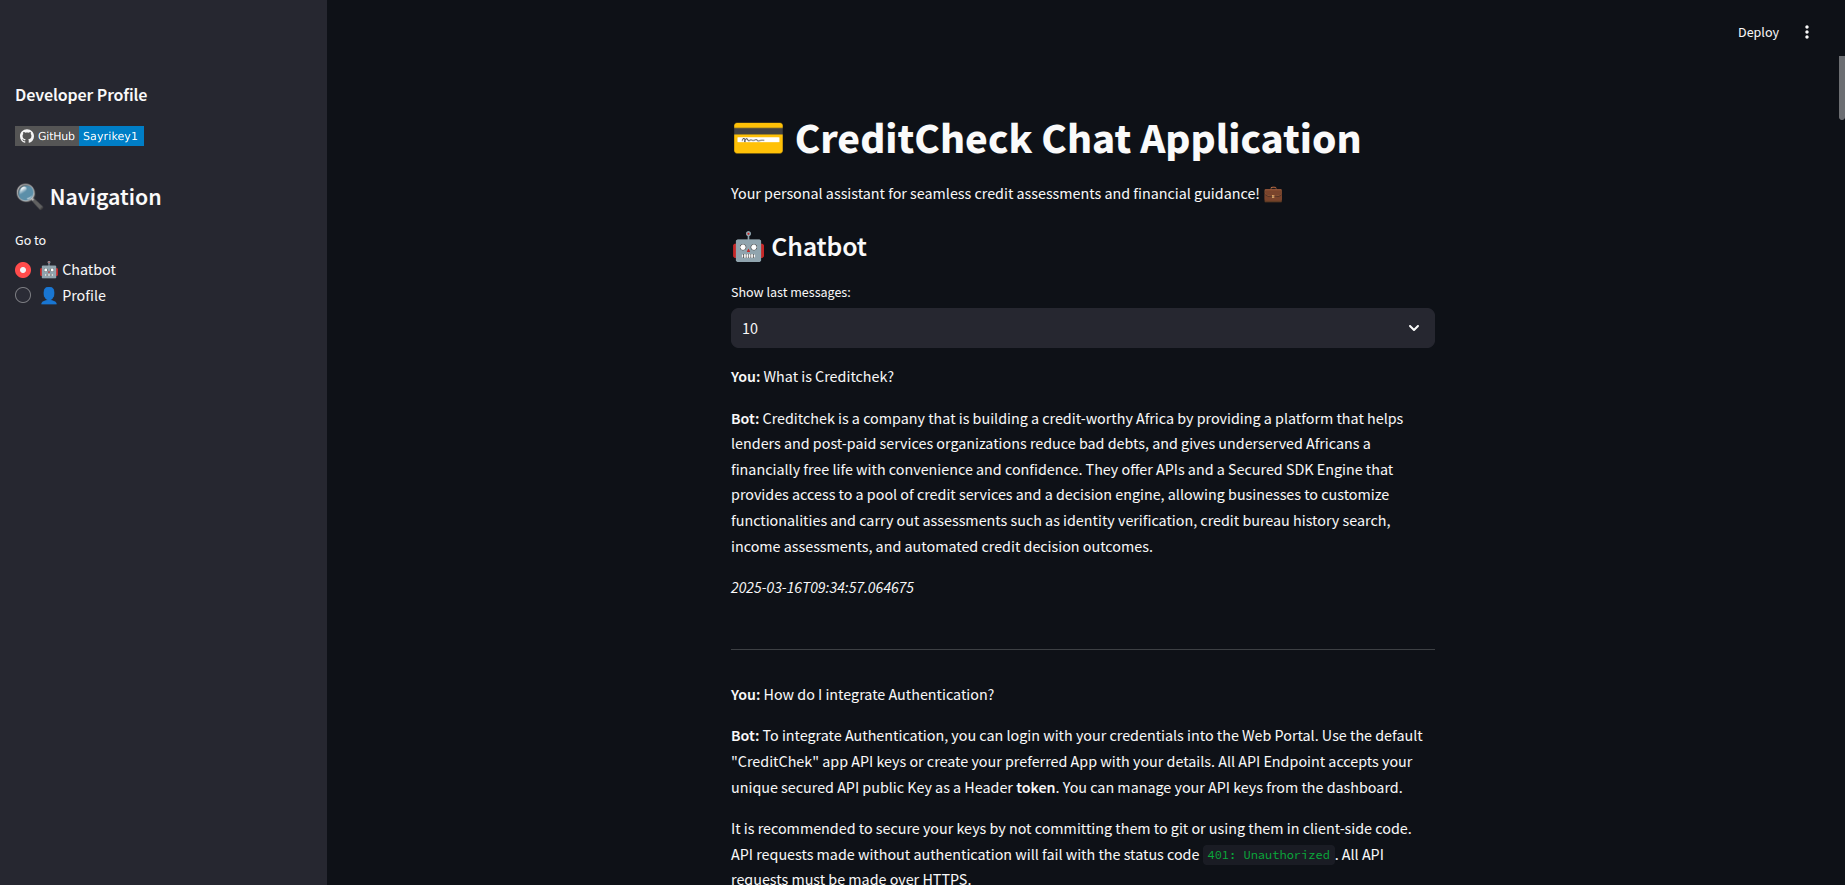 Deploy
Developer Profile
GitHub Sayrikey1
Navigation
Go to
Chatbot
Profile
CreditCheck Chat Application
Your personal assistant for seamless credit assessments and financial guidance!
Chatbot
Show last messages:
10
You: What is Creditchek?
Bot: Creditchek is a company that is building a credit-worthy Africa by providing a platform that helps
lenders and post-paid services organizations reduce bad debts, and gives underserved Africans a
financially free life with convenience and confidence. They offer APIs and a Secured SDK Engine that
provides access to a pool of credit services and a decision engine, allowing businesses to customize
functionalities and carry out assessments such as identity verification, credit bureau history search,
income assessments, and automated credit decision outcomes.
2025-03-16T09:34:57.064675
You: How do I integrate Authentication?
Bot: To integrate Authentication, you can login with your credentials into the Web Portal. Use the default
"CreditChek" app API keys or create your preferred App with your details. All API Endpoint accepts your
unique secured API public Key as a Header token. You can manage your API keys from the dashboard.
It is recommended to secure your keys by not committing them to git or using them in client-side code.
API requests made without authentication will fail with the status code 401: Unauthorized. All API
requests must be made over HTTPS.